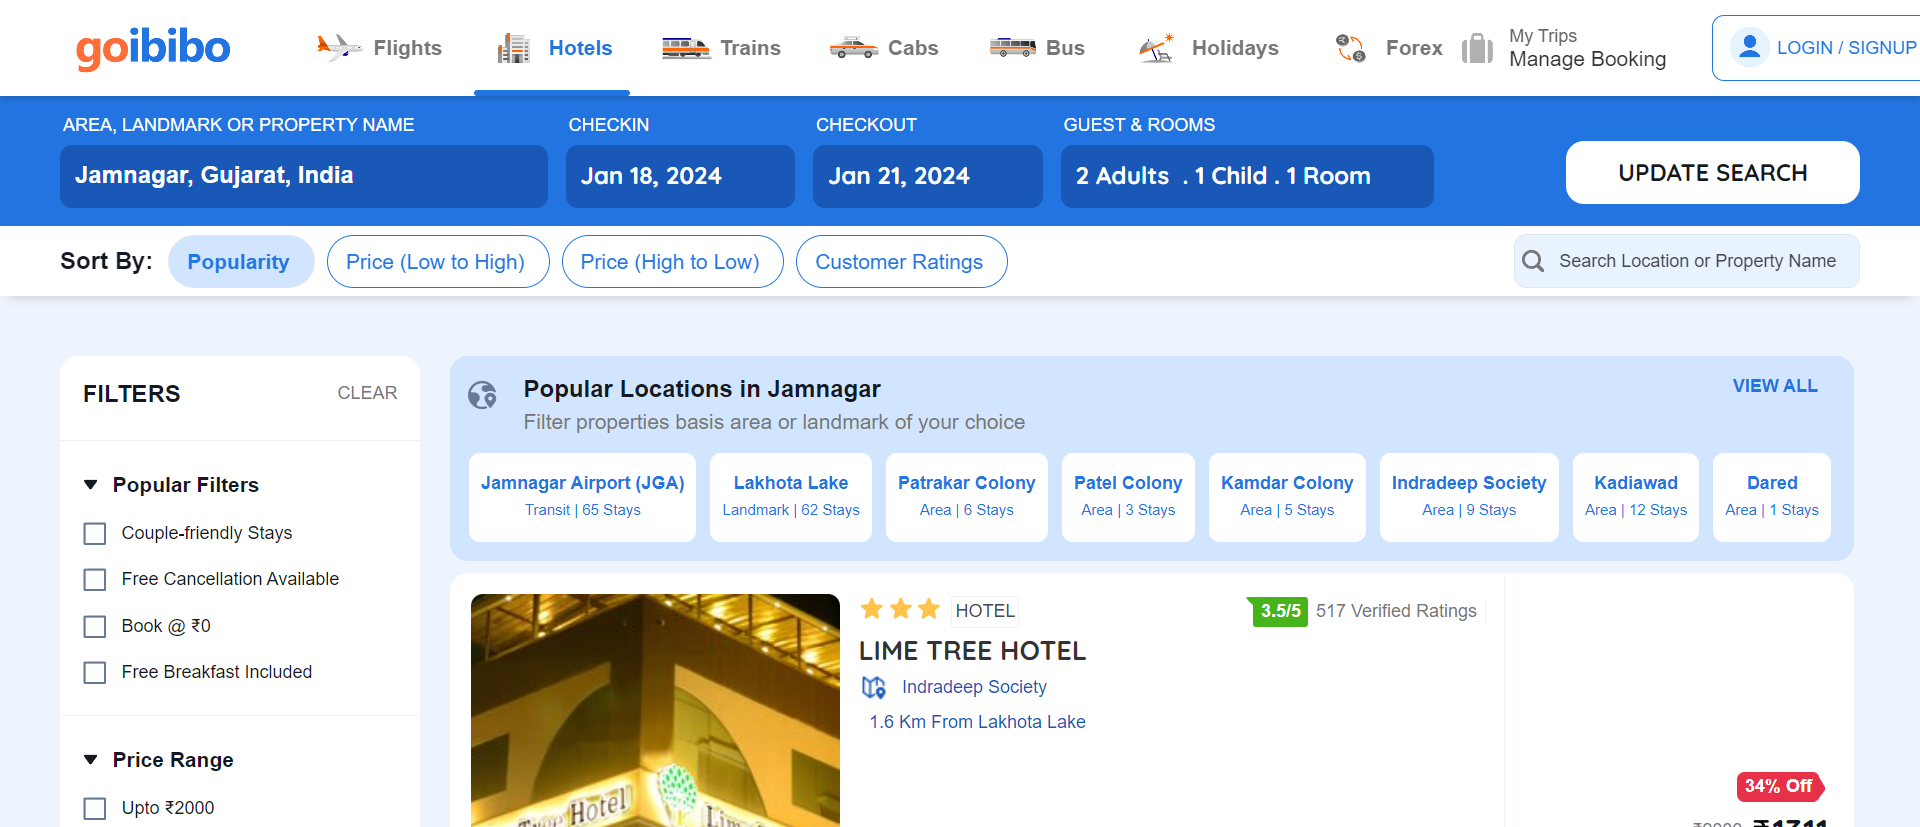 goibibo
Flights
Hotels
Trains
Cabs
Bus
Holidays
Forex
My Trips
Manage Booking
LOGIN / SIGNUP
AREA, LANDMARK OR PROPERTY NAME
CHECKIN
CHECKOUT
GUEST & ROOMS
Jamnagar, Gujarat, India
Jan 18, 2024
Jan 21, 2024
2 Adults . 1 Child . 1 Room
UPDATE SEARCH
Sort By:
Popularity
Price (Low to High)
Price (High to Low)
Customer Ratings
Search Location or Property Name
FILTERS
CLEAR
Popular Filters
Couple-friendly Stays
Free Cancellation Available
Book @ ₹0
Free Breakfast Included
Price Range
Upto ₹2000
Popular Locations in Jamnagar
VIEW ALL
Filter properties basis area or landmark of your choice
Jamnagar Airport (JGA)
Transit | 65 Stays
Lakhota Lake
Landmark | 62 Stays
Patrakar Colony
Area | 6 Stays
Patel Colony
Area | 3 Stays
Kamdar Colony
Area | 5 Stays
Indradeep Society
Area | 9 Stays
Kadiawad
Area | 12 Stays
Dared
Area | 1 Stays
Tree Hotel
Lime
HOTEL
3.5/5
517 Verified Ratings
LIME TREE HOTEL
Indradeep Society
1.6 Km From Lakhota Lake
34% Off
₹1711